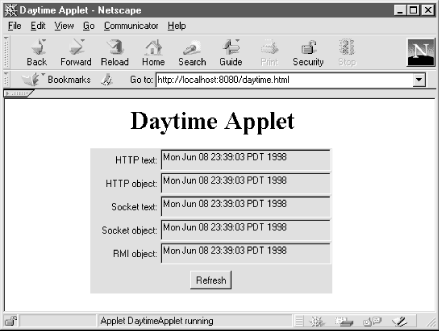 Daytime Applet - Netscape
File Edit View Go Communicator Help
Back Forward Reload Home Search Guide Print Security Stop
N
Bookmarks Go to: http://localhost:8080/daytime.html
Daytime Applet
HTTP text: Mon Jun 08 23:39:03 PDT 1998
HTTP object: Mon Jun 08 23:39:03 PDT 1998
Socket text: Mon Jun 08 23:39:03 PDT 1998
Socket object: Mon Jun 08 23:39:03 PDT 1998
RMI object: Mon Jun 08 23:39:03 PDT 1998
Refresh
Applet DaytimeApplet running